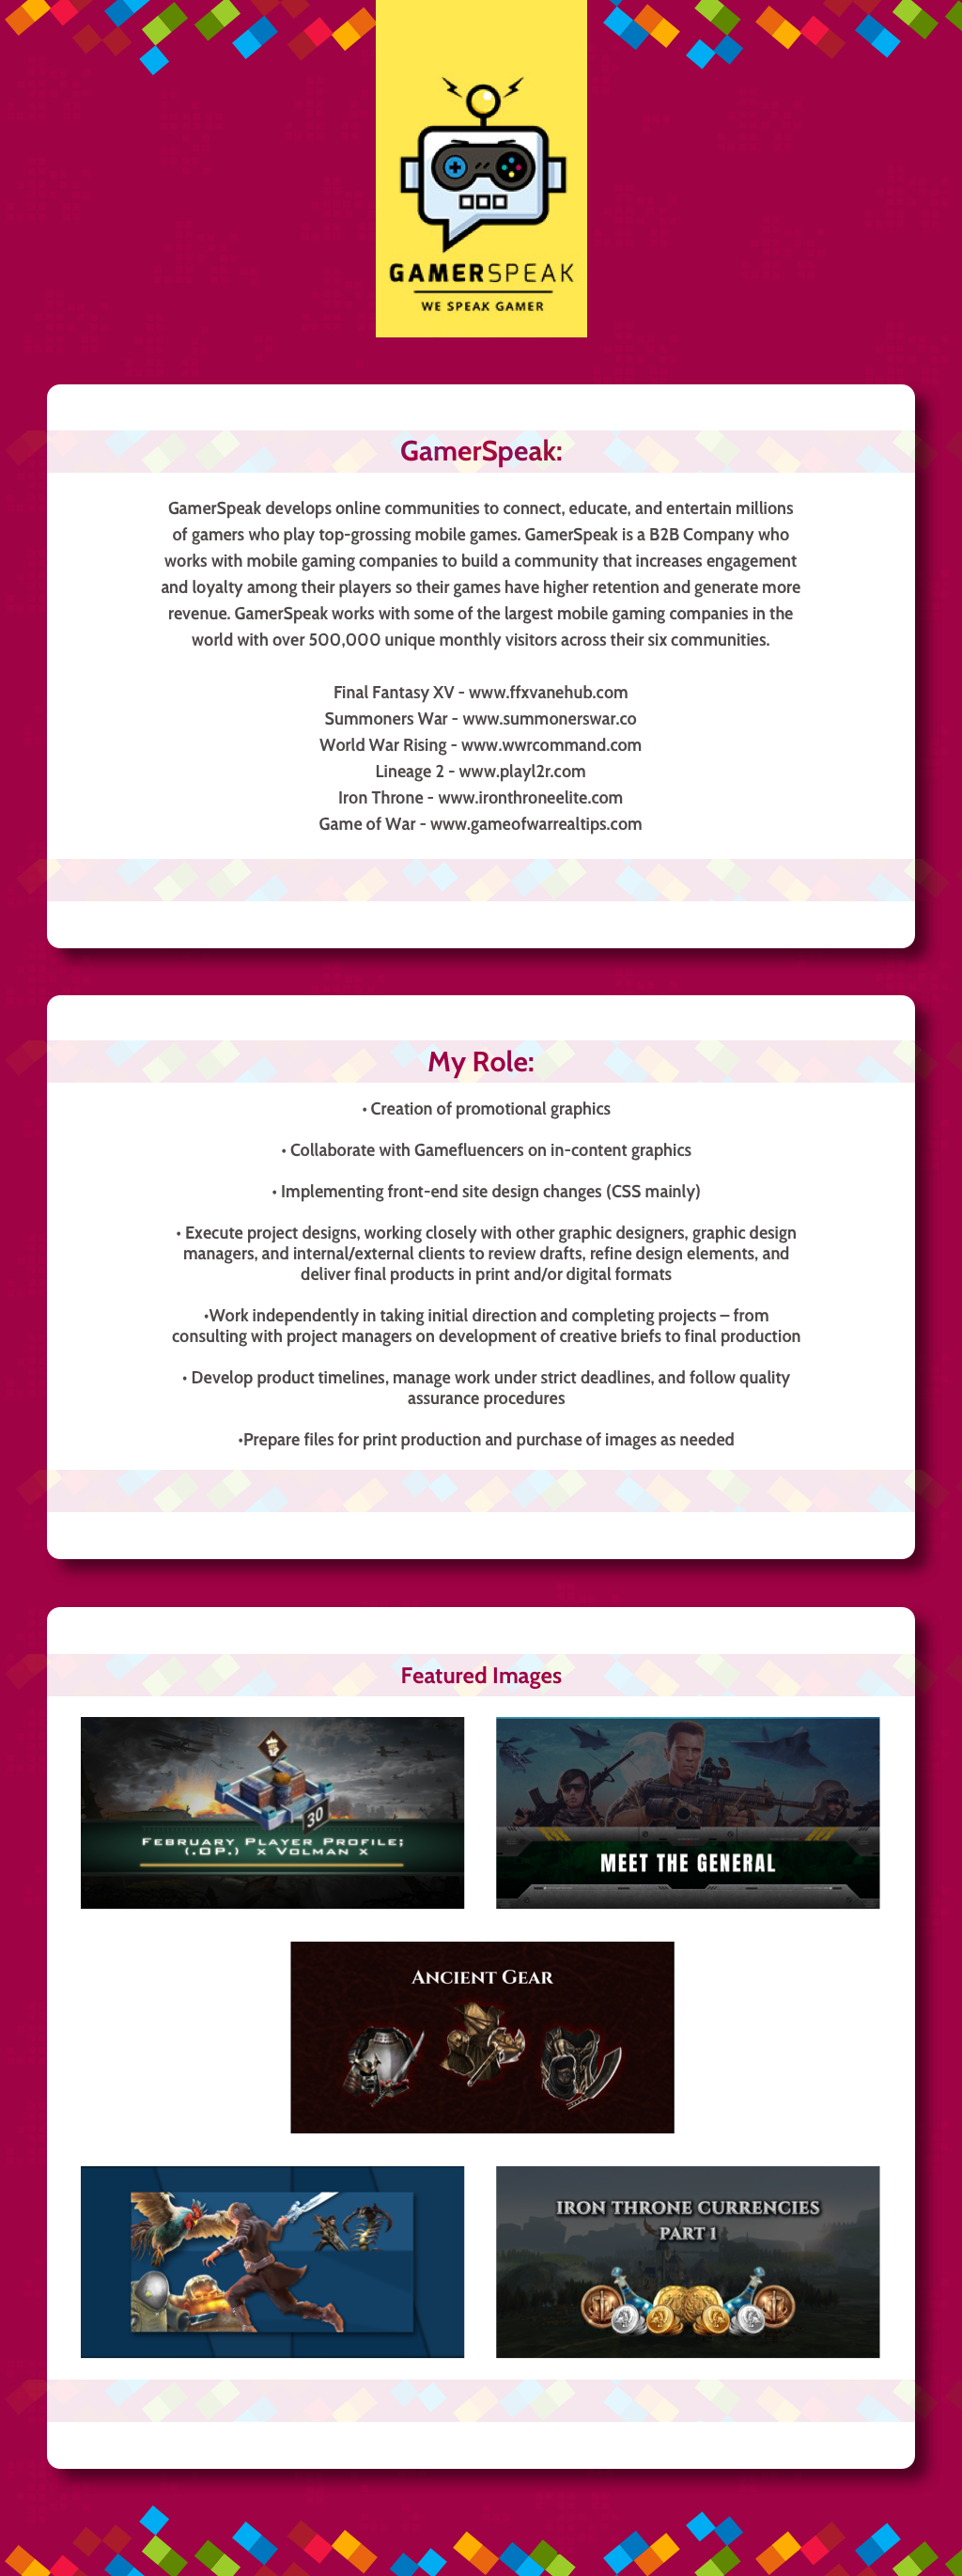 GAMERSPEAK
WE SPEAK GAMER
GamerSpeak:
GamerSpeak develops online communities to connect, educate, and entertain millions
of gamers who play top-grossing mobile games. GamerSpeak is a B2B Company who
works with mobile gaming companies to build a community that increases engagement
and loyalty among their players so their games have higher retention and generate more
revenue. GamerSpeak works with some of the largest mobile gaming companies in the
world with over 500,000 unique monthly visitors across their six communities.
Final Fantasy XV - www.ffxvanehub.com
Summoners War - www.summonerswar.co
World War Rising - www.wwrcommand.com
Lineage 2 - www.playl2r.com
Iron Throne - www.ironthroneelite.com
Game of War - www.gameofwarrealtips.com
My Role:
• Creation of promotional graphics
• Collaborate with Gamefluencers on in-content graphics
• Implementing front-end site design changes (CSS mainly)
• Execute project designs, working closely with other graphic designers, graphic design
managers, and internal/external clients to review drafts, refine design elements, and
deliver final products in print and/or digital formats
•Work independently in taking initial direction and completing projects – from
consulting with project managers on development of creative briefs to final production
• Develop product timelines, manage work under strict deadlines, and follow quality
assurance procedures
•Prepare files for print production and purchase of images as needed
Featured Images
30
February Player Profile;
(.OP.) x Volman x
MEET THE GENERAL
Ancient Gear
IRON THRONE CURRENCIES
PART 1